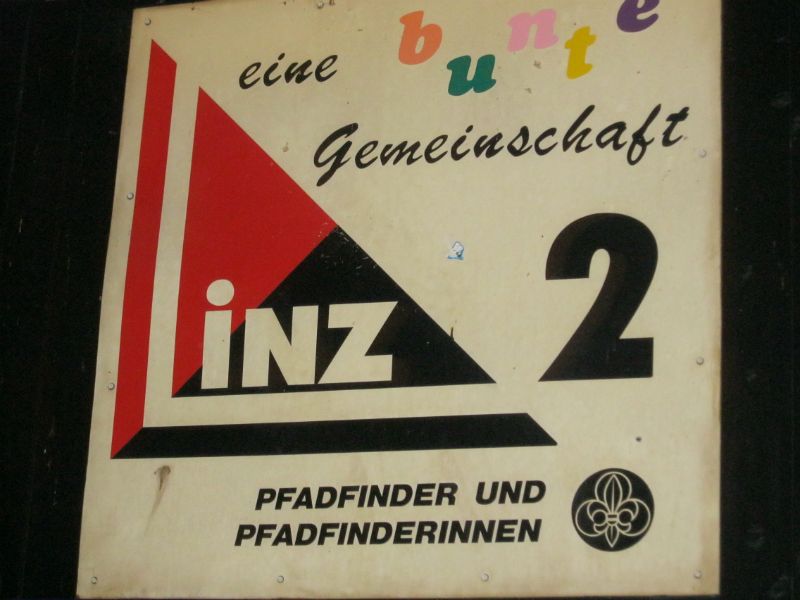 eine bunte
Gemeinschaft
LiNZ 2
PFADFINDER UND
PFADFINDERINNEN